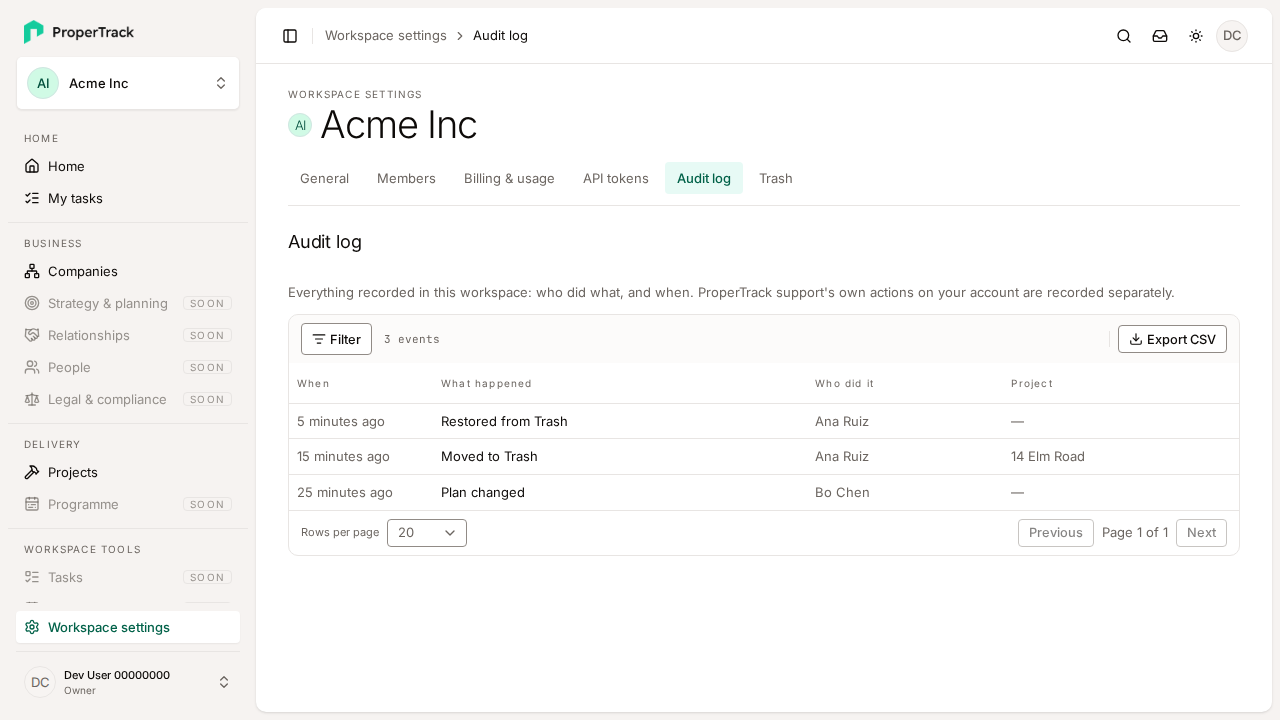 ProperTrack
AI Acme Inc
HOME
Home
My tasks
BUSINESS
Companies
Strategy & planning SOON
Relationships SOON
People SOON
Legal & compliance SOON
DELIVERY
Projects
Programme SOON
WORKSPACE TOOLS
Tasks SOON
Workspace settings
DC Dev User 00000000
Owner
Workspace settings > Audit log
DC
WORKSPACE SETTINGS
AI Acme Inc
General Members Billing & usage API tokens Audit log Trash
Audit log
Everything recorded in this workspace: who did what, and when. ProperTrack support's own actions on your account are recorded separately.
Filter 3 events Export CSV
When What happened Who did it Project
5 minutes ago Restored from Trash Ana Ruiz —
15 minutes ago Moved to Trash Ana Ruiz 14 Elm Road
25 minutes ago Plan changed Bo Chen —
Rows per page 20 Previous Page 1 of 1 Next